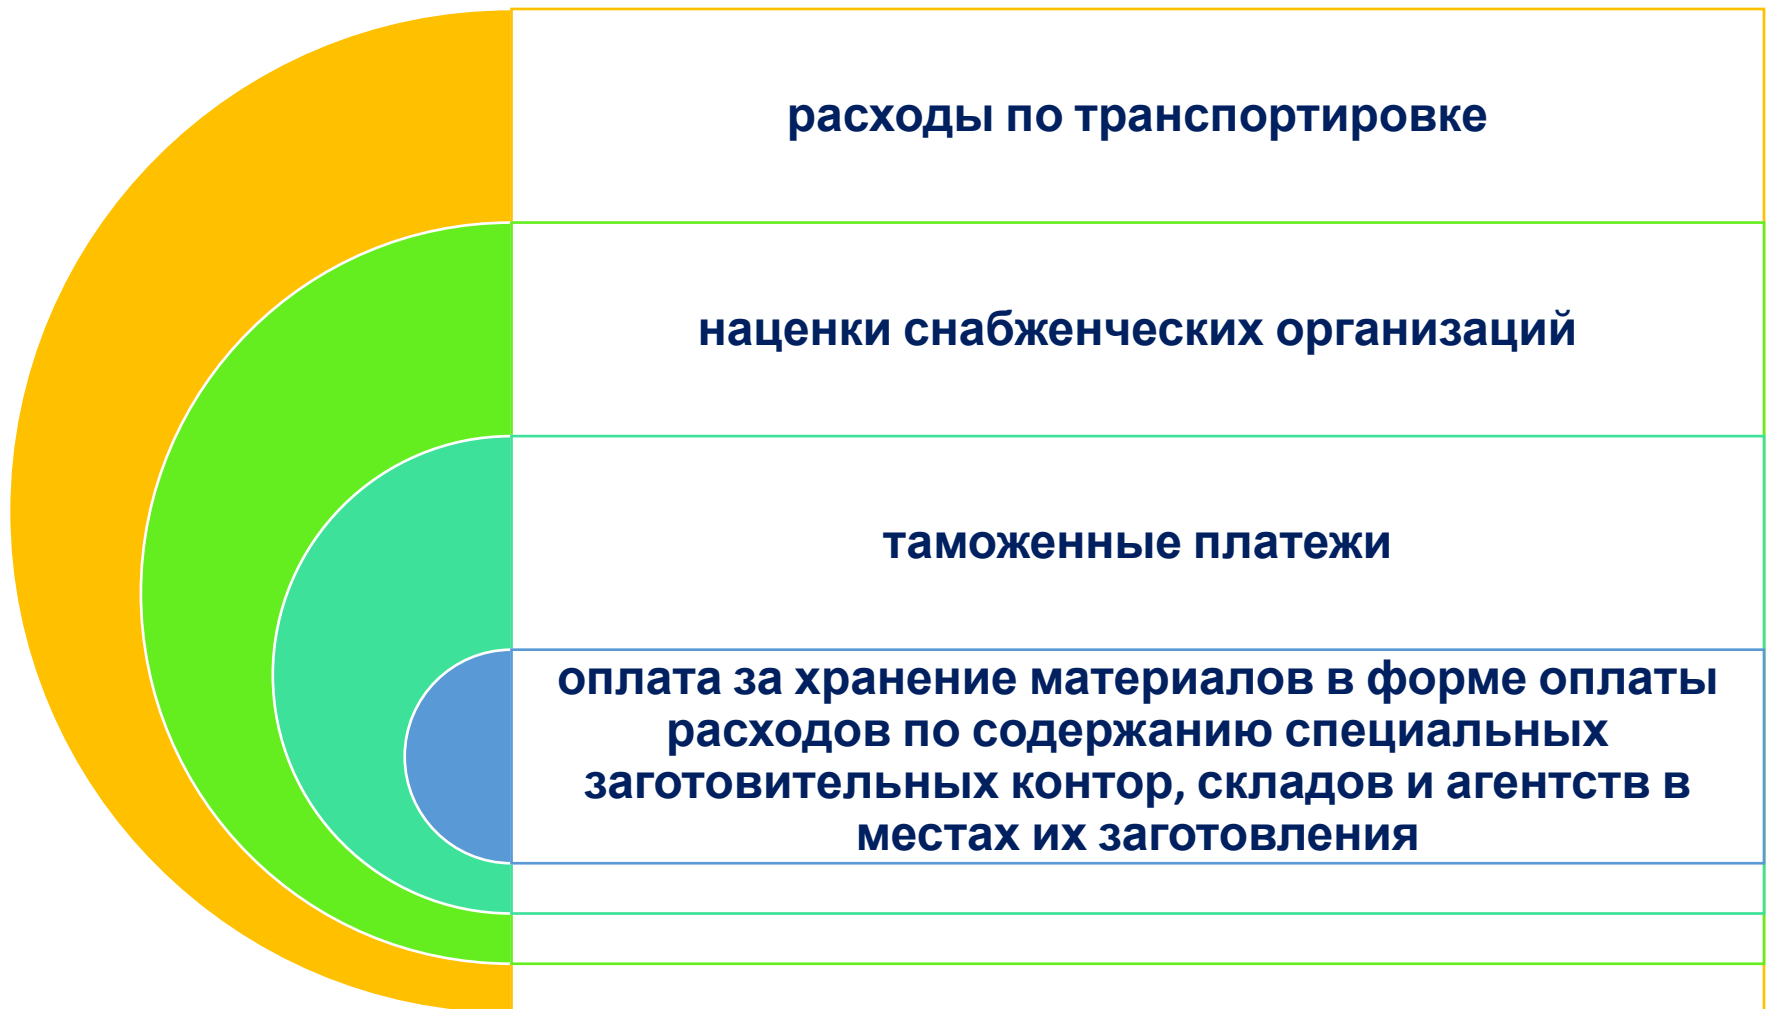 расходы по транспортировке
наценки снабженческих организаций
таможенные платежи
оплата за хранение материалов в форме оплаты
расходов по содержанию специальных
заготовительных контор, складов и агентств в
местах их заготовления